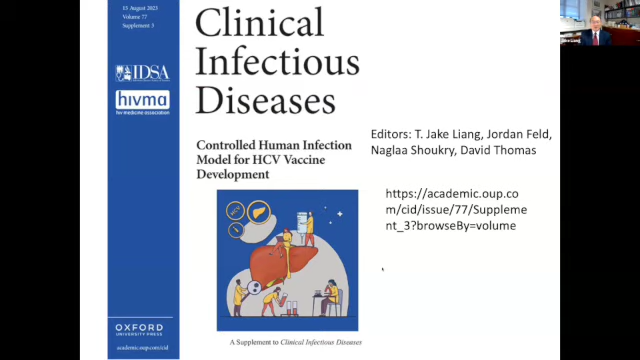 15 August 2023
Volume 77
Supplement 3
IDSA
hivma
hiv medicine association
OXFORD
UNIVERSITY PRESS
academic.oup.com/cid
Clinical
Infectious
Diseases
Controlled Human Infection
Model for HCV Vaccine
Development
HCV
A Supplement to Clinical Infectious Diseases
Editors: T. Jake Liang, Jordan Feld,
Naglaa Shoukry, David Thomas
https://academic.oup.co
m/cid/issue/77/Suppleme
nt_3?browseBy=volume